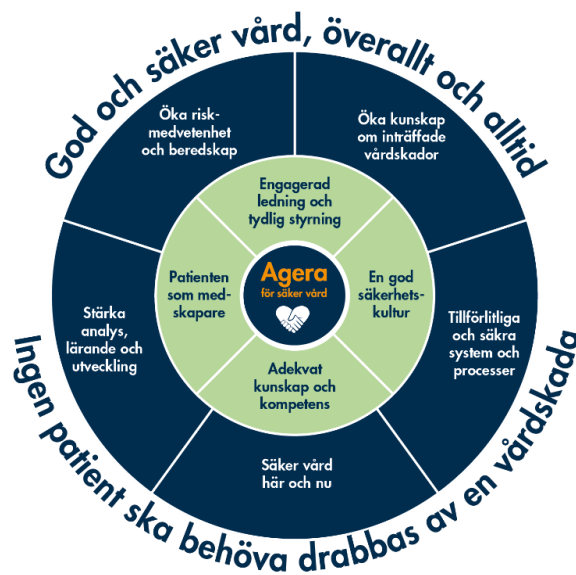 God och säker vård, överallt och alltid
Öka risk-
medvetenhet
och beredskap
Öka kunskap
om inträffade
vårdskador
Engagerad
ledning och
tydlig styrning
Patienten
som med-
skapare
Agera
för säker vård
En god
säkerhets-
kultur
Stärka
analys,
lärande och
utveckling
Tillförlitliga
och säkra
system och
processer
Adekvat
kunskap och
kompetens
Säker vård
här och nu
Ingen patient ska behöva drabbas av en vårdskada